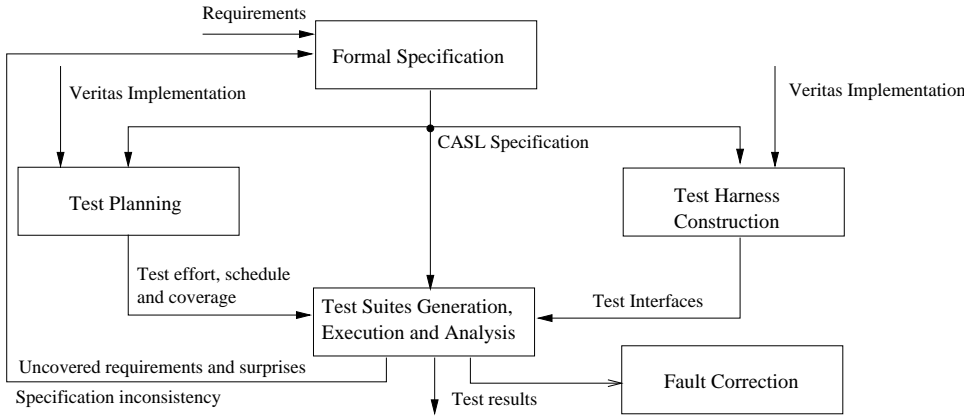 Requirements
Formal Specification
Veritas Implementation
Veritas Implementation
CASL Specification
Test Planning
Test Harness
Construction
Test effort, schedule
and coverage
Test Suites Generation,
Execution and Analysis
Test Interfaces
Uncovered requirements and surprises
Specification inconsistency
Test results
Fault Correction